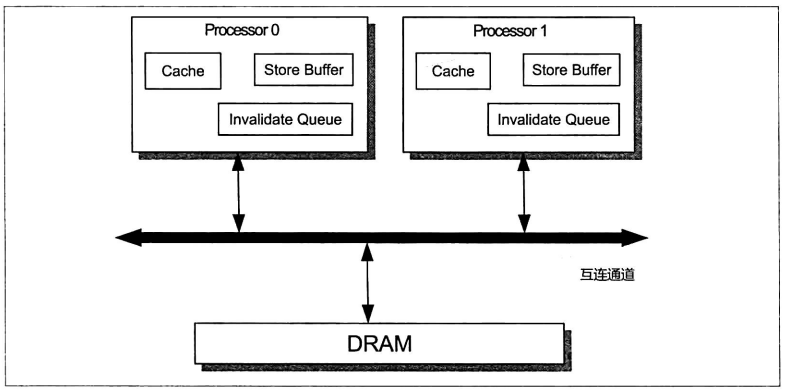 Processor 0
Cache
Store Buffer
Invalidate Queue
Processor 1
Cache
Store Buffer
Invalidate Queue
互连通道
DRAM